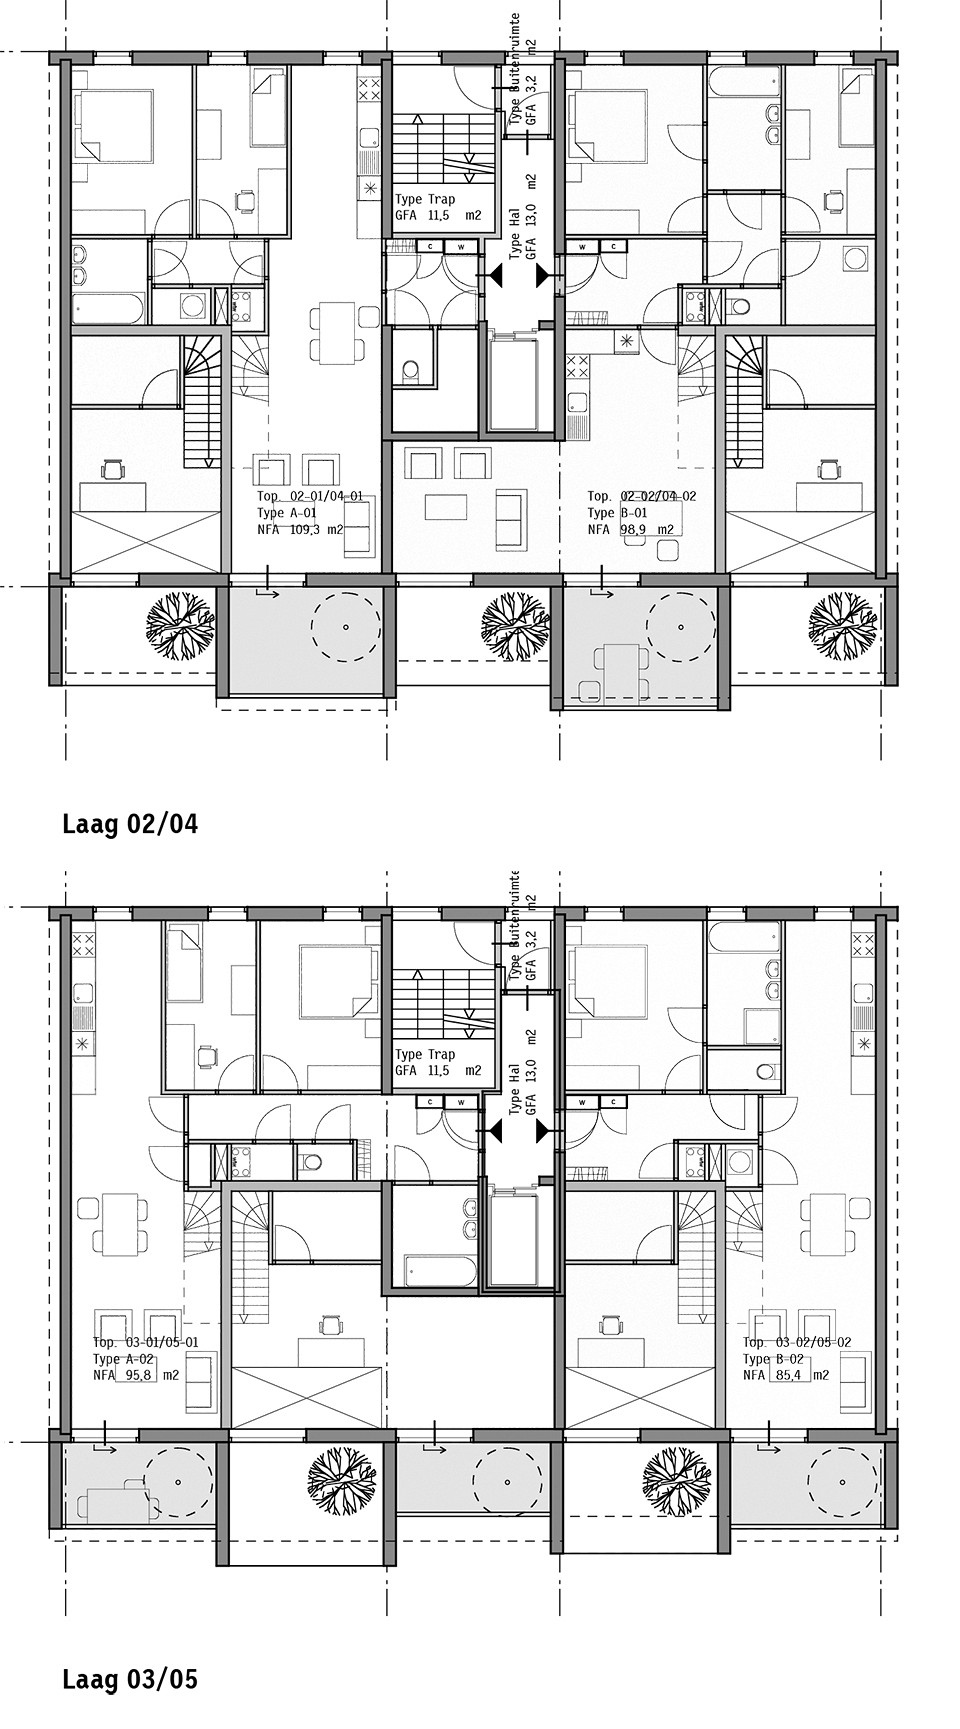 Type Buitenruimte
GFA 3,2 m2
Type Trap
GFA 11,5 m2
Type Hal
GFA 13,0 m2
C W
W C
Top. 02-01/04-01
Type A-01
NFA 109,3 m2
Top. 02-02/04-02
Type B-01
NFA 98,9 m2
Laag 02/04
Type Buitenruimte
GFA 3,2 m2
Type Trap
GFA 11,5 m2
Type Hal
GFA 13,0 m2
C W
W C
Top. 03-01/05-01
Type A-02
NFA 95,8 m2
Top. 03-02/05-02
Type B-02
NFA 85,4 m2
Laag 03/05